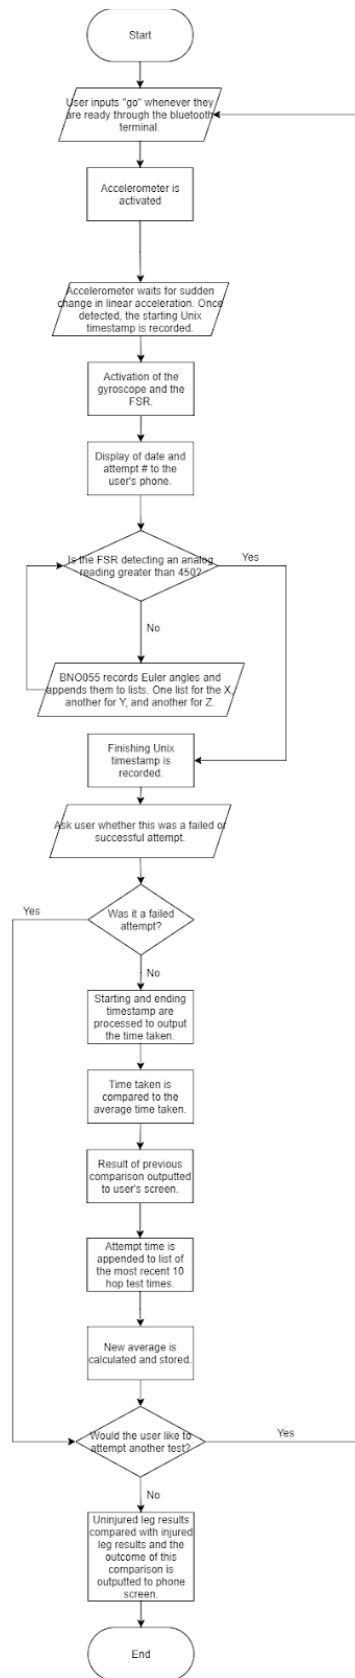 Start
User inputs "go" whenever they
are ready through the bluetooth
terminal.
Accelerometer is
activated
Accelerometer waits for sudden
change in linear acceleration. Once
detected, the starting Unix
timestamp is recorded.
Activation of the
gyroscope and the
FSR.
Display of date and
attempt # to the
user's phone.
Is the FSR detecting an analog
reading greater than 450?
Yes
No
BNO055 records Euler angles and
appends them to lists. One list for the X,
another for Y, and another for Z.
Finishing Unix
timestamp is
recorded.
Ask user whether this was a failed or
successful attempt.
Yes
Was it a failed
attempt?
No
Starting and ending
timestamp are
processed to output
the time taken.
Time taken is
compared to the
average time taken.
Result of previous
comparison outputted
to user's screen.
Attempt time is
appended to list of
the most recent 10
hop test times.
New average is
calculated and stored.
Would the user like to
attempt another test?
Yes
No
Uninjured leg results
compared with injured
leg results and the
outcome of this
comparison is
outputted to phone
screen.
End